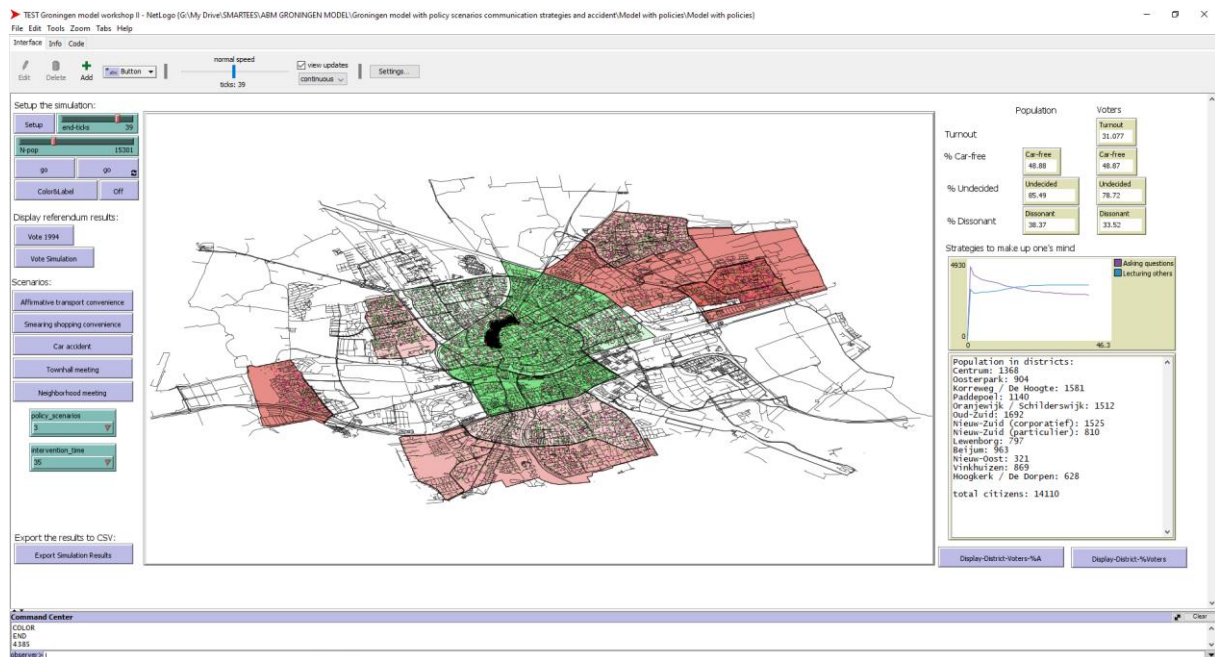 TEST Groningen model workshop II - NetLogo {G:\My Drive\SMARTEES\ABM GRONINGEN MODEL\Groningen model with policy scenarios communication strategies and accident\Model with policies\Model with policies}
File Edit Tools Zoom Tabs Help
Interface Info Code
Edit Delete Add Button normal speed ticks: 39 view updates continuous Settings...
Setup the simulation:
Setup end-ticks 39
N-pop 15301
go go
Color&Label Off
Display referendum results:
Vote 1994
Vote Simulation
Scenarios:
Affirmative transport convenience
Smearing shopping convenience
Car accident
Townhall meeting
Neighborhood meeting
policy_scenarios
3
intervention_time
35
Export the results to CSV:
Export Simulation Results
Population Voters
Turnout Turnout 31.077
% Car-free Car-free 48.88 Car-free 48.87
% Undecided Undecided 85.49 Undecided 78.72
% Dissonant Dissonant 38.37 Dissonant 33.52
Strategies to make up one's mind
4930
0
0 46.3
Asking questions
Lecturing others
Population in districts:
Centrum: 1368
Oosterpark: 904
Korreweg / De Hoogte: 1581
Paddepoel: 1140
Oranjewijk / Schilderswijk: 1512
Oud-Zuid: 1692
Nieuw-Zuid (corporatief): 1525
Nieuw-Zuid (particulier): 810
Lewenborg: 797
Beijum: 963
Nieuw-Oost: 321
Vinkhuizen: 869
Hoogkerk / De Dorpen: 628
total citizens: 14110
Display-District-Voters-%A Display-District-%Voters
Command Center Clear
COLOR
END
4385
observer>